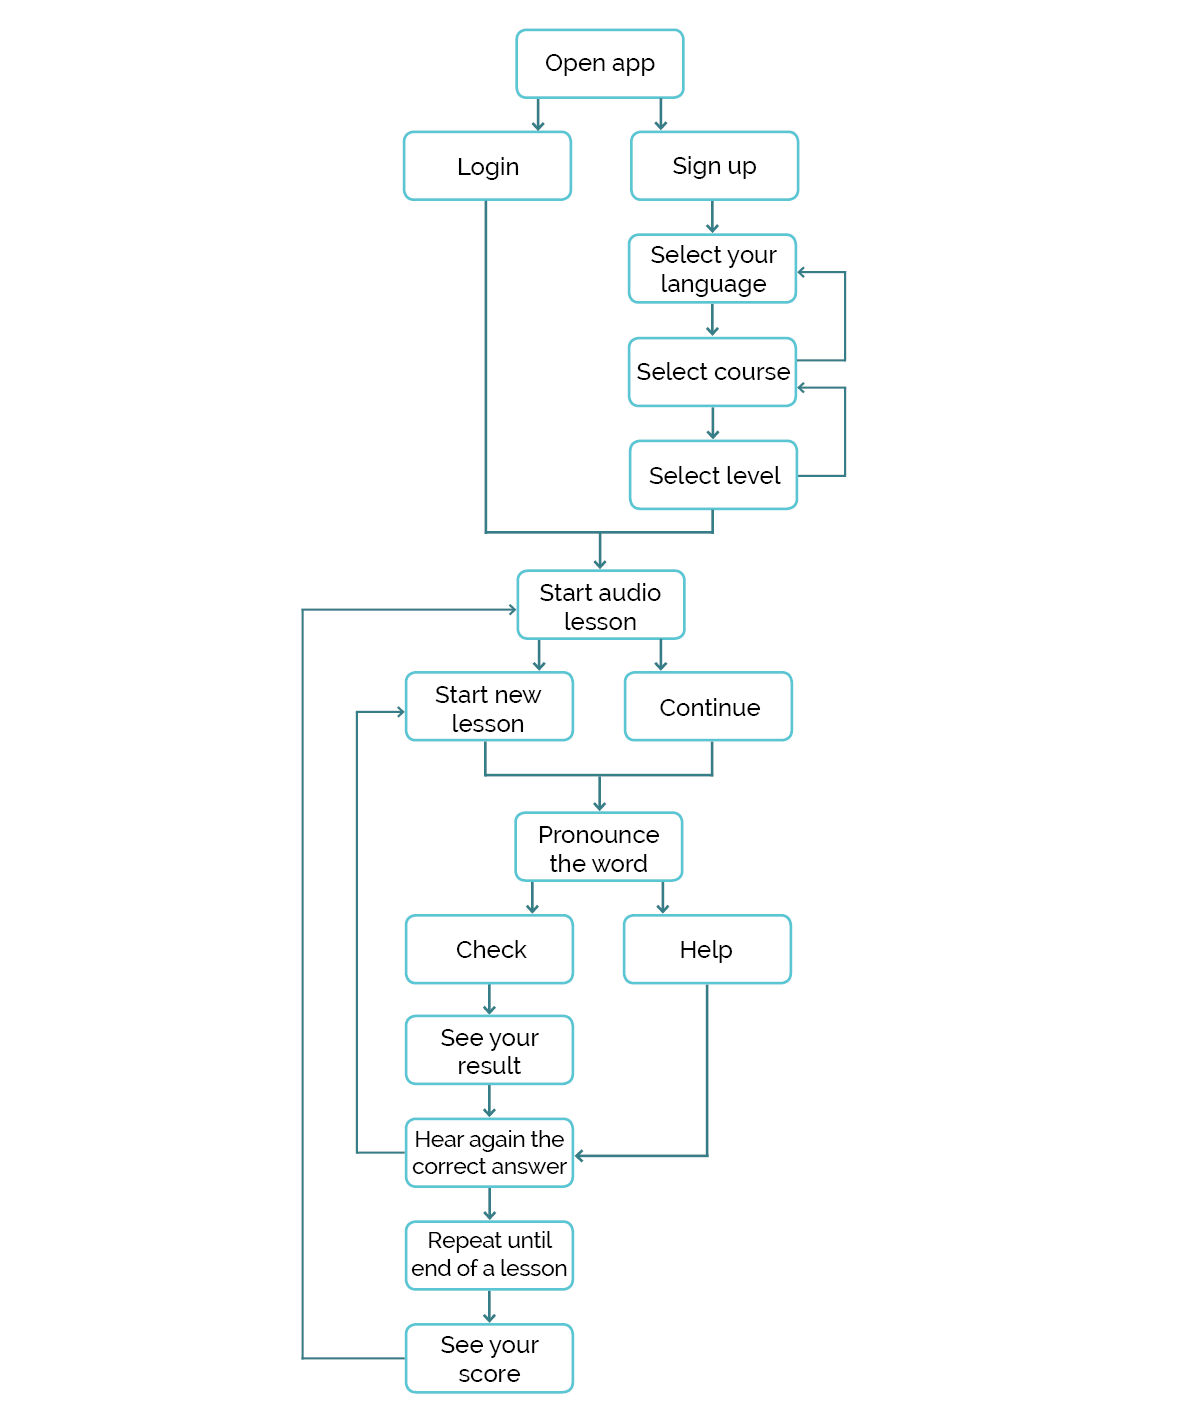 Open app
Login
Sign up
Select your
language
Select course
Select level
Start audio
lesson
Start new
lesson
Continue
Pronounce
the word
Check
Help
See your
result
Hear again the
correct answer
Repeat until
end of a lesson
See your
score